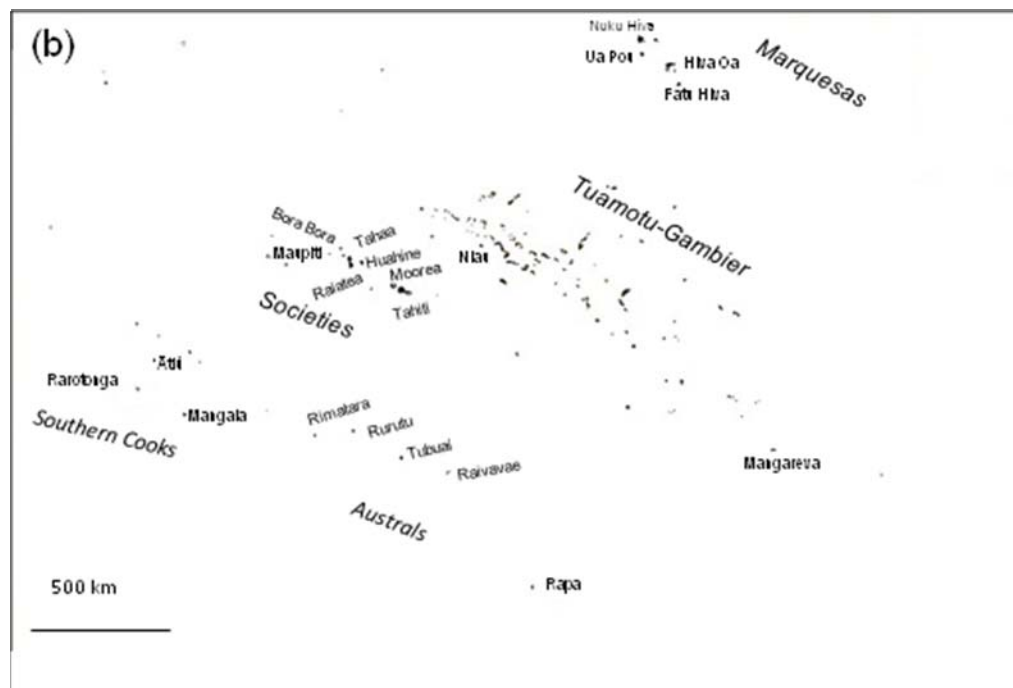 (b)
Nuku Hiva
Ua Pou
Hiva Oa
Fatu Hiva
Marquesas
Tuamotu-Gambier
Bora Bora
Tahaa
Maupiti
Huahine
Niau
Raiatea
Moorea
Societies
Tahiti
Atiu
Rarotonga
Mangaia
Southern Cooks
Rimatara
Rurutu
Tubuai
Raivavae
Mangareva
Australs
500 km
Rapa